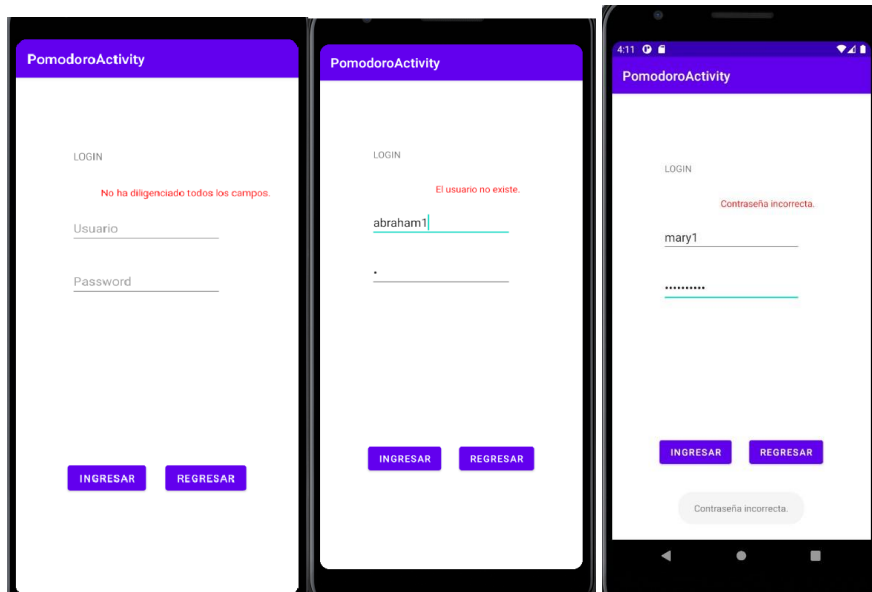 PomodoroActivity
LOGIN
No ha diligenciado todos los campos.
Usuario
Password
INGRESAR REGRESAR
PomodoroActivity
LOGIN
El usuario no existe.
abraham1
•
INGRESAR REGRESAR
4:11
PomodoroActivity
LOGIN
Contraseña incorrecta.
mary1
••••••••••
INGRESAR REGRESAR
Contraseña incorrecta.